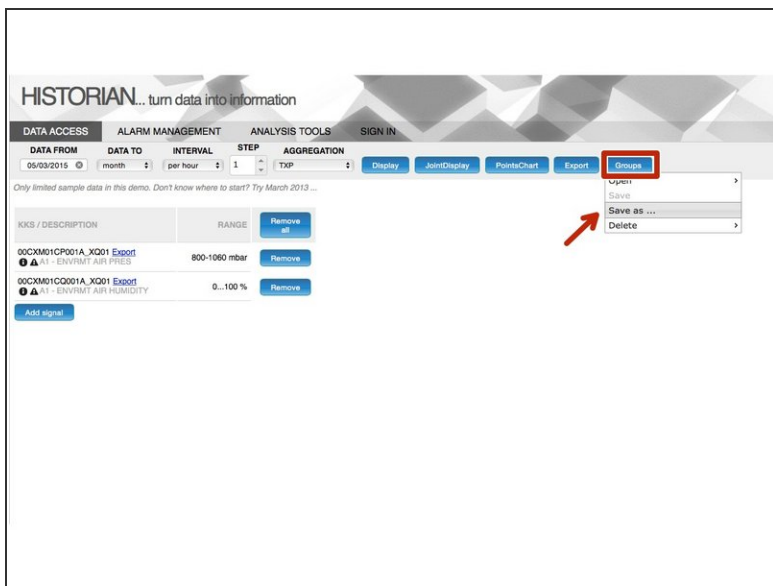 HISTORIAN... turn data into information
DATA ACCESS ALARM MANAGEMENT ANALYSIS TOOLS SIGN IN
DATA FROM DATA TO INTERVAL STEP AGGREGATION
05/03/2015 month per hour 1 TXP Display JointDisplay PointsChart Export Groups
Only limited sample data in this demo. Don't know where to start? Try March 2013 ...
Open
Save
Save as ...
Delete
KKS / DESCRIPTION RANGE Remove all
00CXM01CP001A_XQ01 Export
A1 - ENVRMT AIR PRES 800-1060 mbar Remove
00CXM01CQ001A_XQ01 Export
A1 - ENVRMT AIR HUMIDITY 0...100 % Remove
Add signal